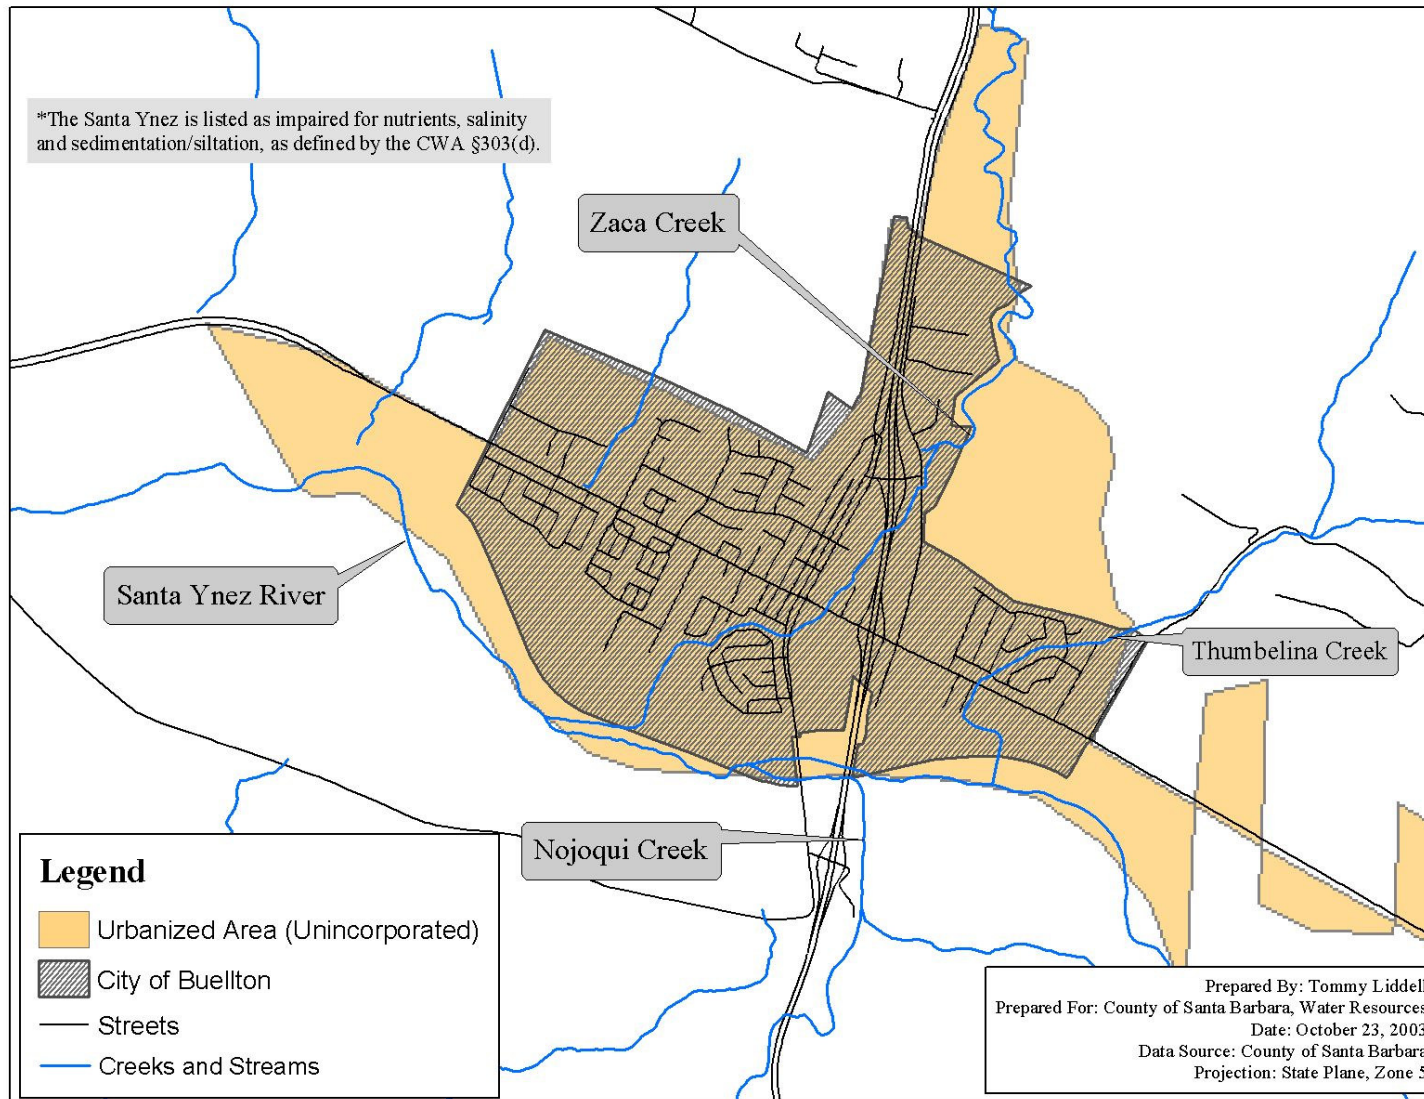 *The Santa Ynez is listed as impaired for nutrients, salinity
and sedimentation/siltation, as defined by the CWA §303(d).
Zaca Creek
Santa Ynez River
Thumbelina Creek
Nojoqui Creek
Legend
Urbanized Area (Unincorporated)
City of Buellton
Streets
Creeks and Streams
Prepared By: Tommy Liddell
Prepared For: County of Santa Barbara, Water Resources
Date: October 23, 2003
Data Source: County of Santa Barbara
Projection: State Plane, Zone 5